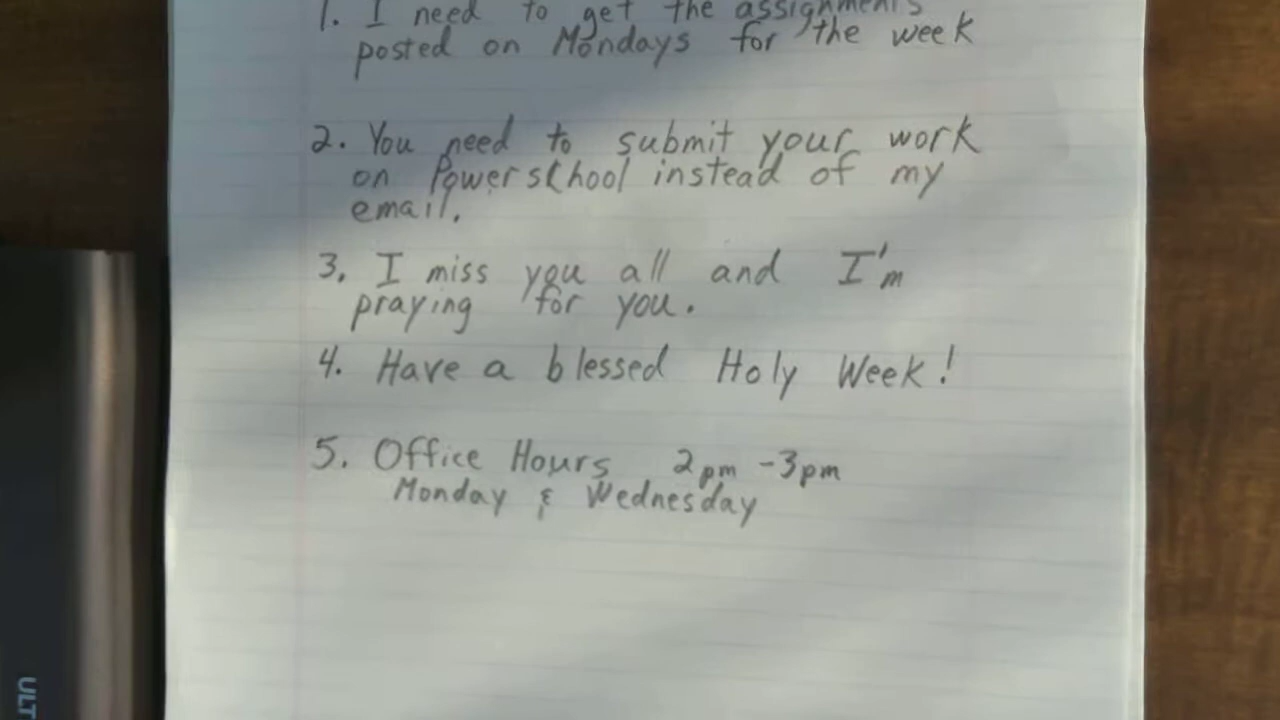 1. I need to get the assignments
posted on Mondays for the week
2. You need to submit your work
on Powerschool instead of my
email.
3. I miss you all and I'm
praying for you.
4. Have a blessed Holy Week!
5. Office Hours 2pm - 3pm
Monday & Wednesday
ULT